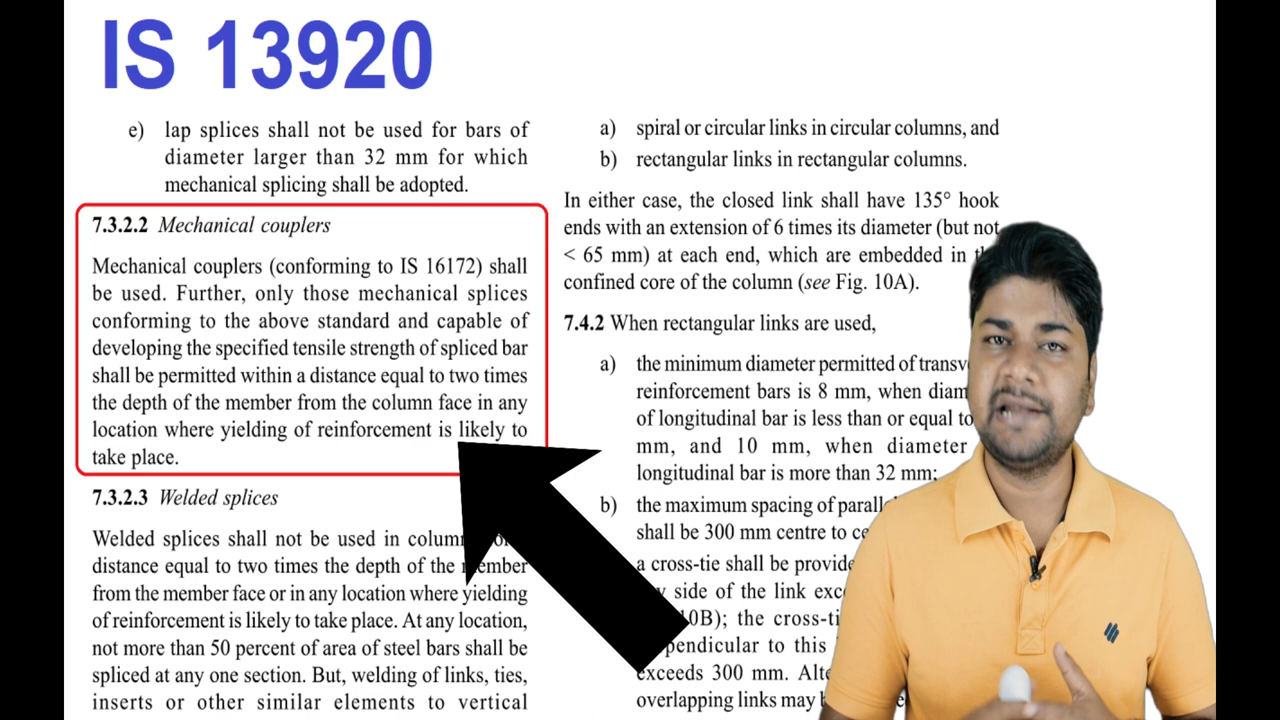 IS 13920
e) lap splices shall not be used for bars of
diameter larger than 32 mm for which
mechanical splicing shall be adopted.
7.3.2.2 Mechanical couplers
Mechanical couplers (conforming to IS 16172) shall
be used. Further, only those mechanical splices
conforming to the above standard and capable of
developing the specified tensile strength of spliced bar
shall be permitted within a distance equal to two times
the depth of the member from the column face in any
location where yielding of reinforcement is likely to
take place.
7.3.2.3 Welded splices
Welded splices shall not be used in
distance equal to two times the depth of the member
from the member face or in any location where yielding
of reinforcement is likely to take place. At any location,
not more than 50 percent of area of steel bars shall be
spliced at any one section. But, welding of links, ties,
inserts or other similar elements to vertical
a) spiral or circular links in circular columns, and
b) rectangular links in rectangular columns.
In either case, the closed link shall have 135° hook
ends with an extension of 6 times its diameter (but not
< 65 mm) at each end, which are embedded in
confined core of the column (see Fig. 10A).
7.4.2 When rectangular links are used,
a) the minimum diameter permitted of
reinforcement bars is 8 mm, when
of longitudinal bar is less than or equal to
mm, and 10 mm, when diameter
longitudinal bar is more than 32 mm;
b) the maximum spacing of
shall be 300 mm centre to
a cross-tie shall be
side of the link
the
to this
exceeds 300 mm.
overlapping links may